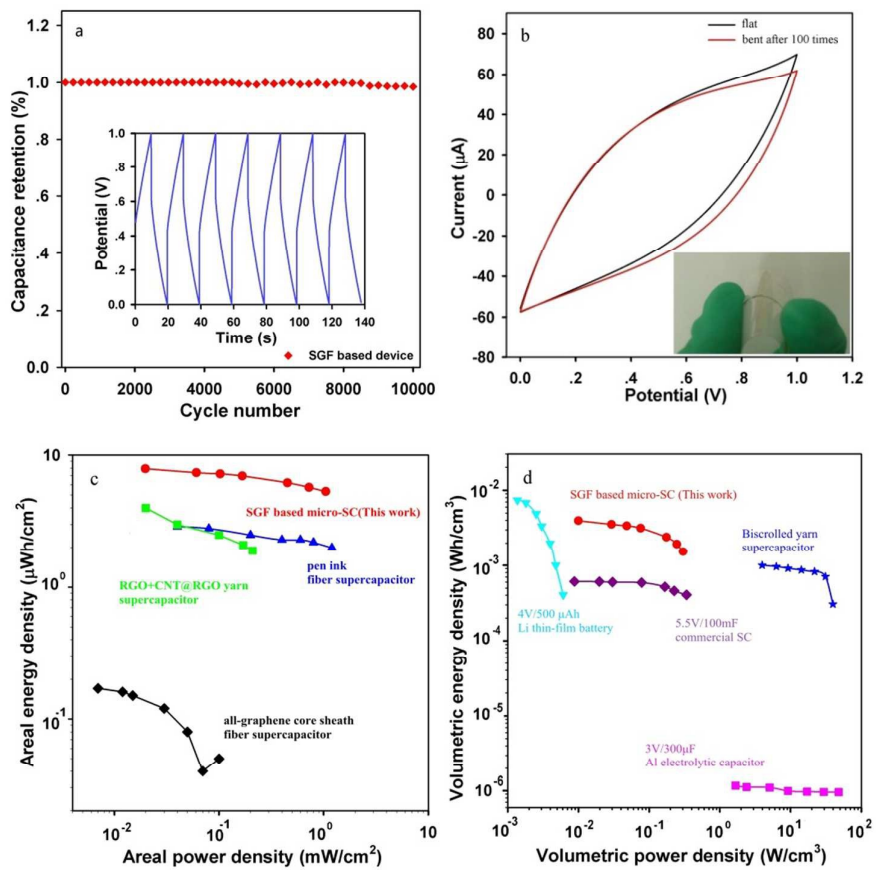 a
Capacitance retention (%)
1.2
1.0
.8
.6
.4
.2
0.0
0 2000 4000 6000 8000 10000
Cycle number
SGF based device
Potential (V)
1.0
.8
.6
.4
.2
0.0
0 20 40 60 80 100 120 140
Time (s)
b
flat
bent after 100 times
Current (μA)
80
60
40
20
0
-20
-40
-60
-80
0.0 .2 .4 .6 .8 1.0 1.2
Potential (V)
c
Areal energy density (μWh/cm2)
10
10^0
10^-1
SGF based micro-SC(This work)
pen ink
fiber supercapacitor
RGO+CNT@RGO yarn
supercapacitor
all-graphene core sheath
fiber supercapacitor
10^-2 10^-1 10^0 10
Areal power density (mW/cm2)
d
Volumetric energy density (Wh/cm3)
10^-2
10^-3
10^-4
10^-5
10^-6
SGF based micro-SC (This work)
Biscrolled yarn
supercapacitor
4V/500 μAh
Li thin-film battery
5.5V/100mF
commercial SC
3V/300μF
Al electrolytic capacitor
10^-3 10^-2 10^-1 10^0 10^1 10^2
Volumetric power density (W/cm3)